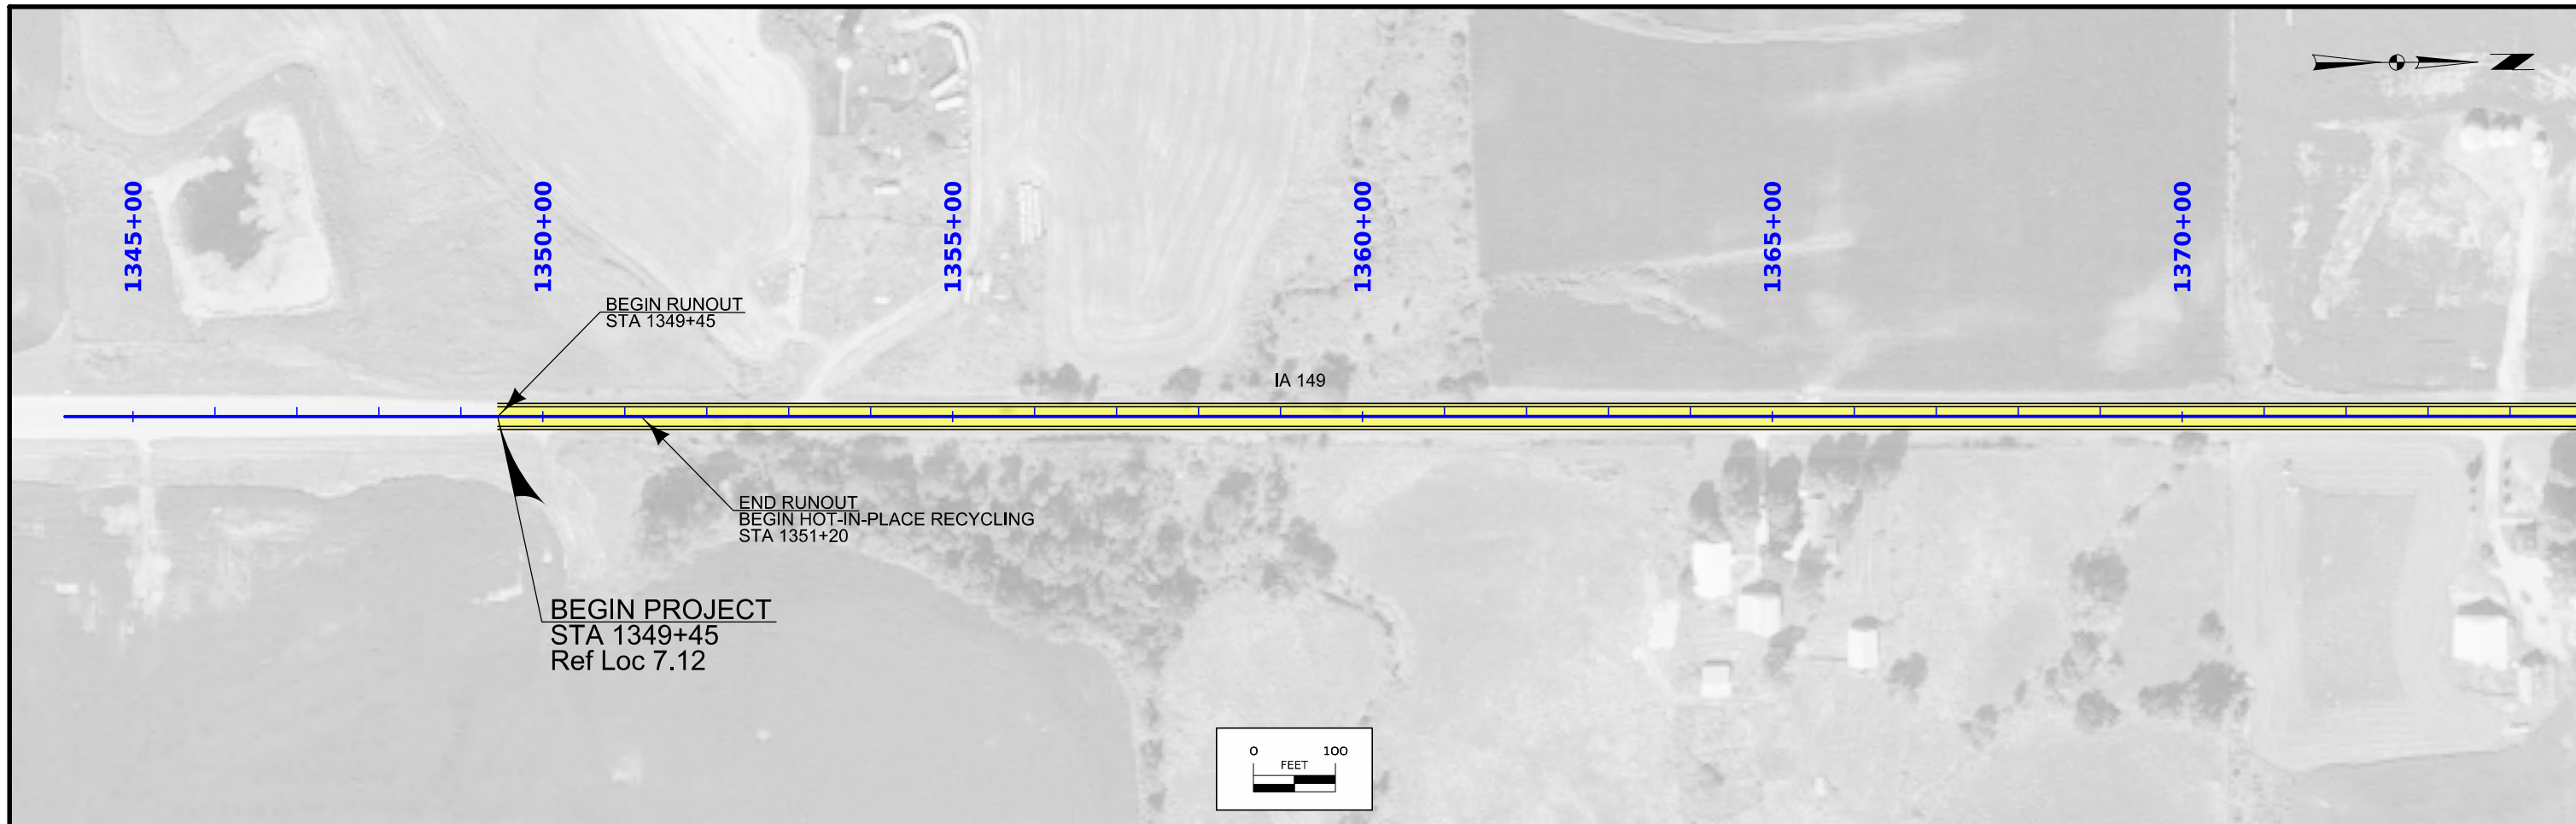 1345+00
1350+00
1355+00
1360+00
1365+00
1370+00
BEGIN RUNOUT
STA 1349+45
IA 149
END RUNOUT
BEGIN HOT-IN-PLACE RECYCLING
STA 1351+20
BEGIN PROJECT
STA 1349+45
Ref Loc 7.12
0 100
FEET